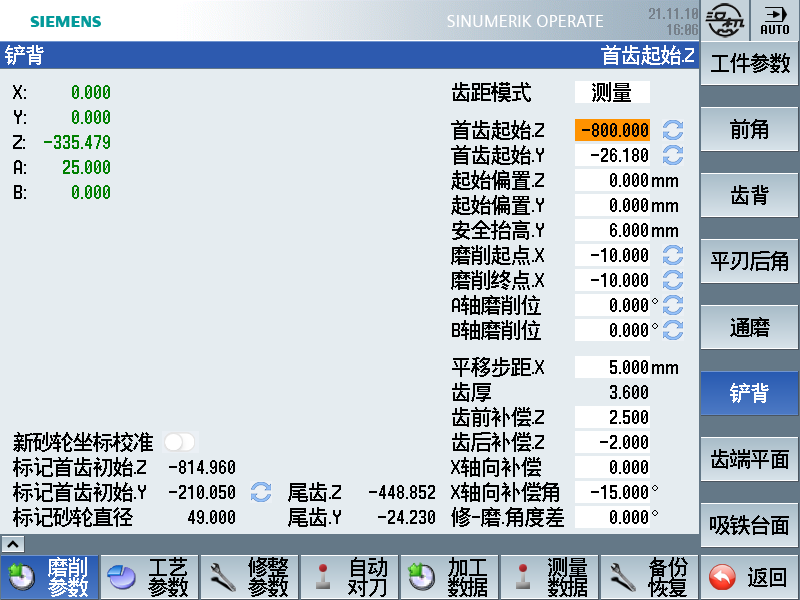 SIEMENS
SINUMERIK OPERATE
21.11.10
16:06
AUTO
铲背
首齿起始.Z
X: 0.000
Y: 0.000
Z: -335.479
A: 25.000
B: 0.000
齿距模式 测量
首齿起始.Z -800.000
首齿起始.Y -26.180
起始偏置.Z 0.000mm
起始偏置.Y 0.000mm
安全抬高.Y 6.000mm
磨削起点.X -10.000
磨削终点.X -10.000
A轴磨削位 0.000°
B轴磨削位 0.000°
平移步距.X 5.000mm
齿厚 3.600
齿前补偿.Z 2.500
齿后补偿.Z -2.000
X轴向补偿 0.000
X轴向补偿角 -15.000°
修-磨.角度差 0.000°
新砂轮坐标校准
标记首齿初始.Z -814.960
标记首齿初始.Y -210.050
标记砂轮直径 49.000
尾齿.Z -448.852
尾齿.Y -24.230
工件参数
前角
齿背
平刃后角
通磨
铲背
齿端平面
吸铁台面
磨削
参数
工艺
参数
修整
参数
自动
对刀
加工
数据
测量
数据
备份
恢复
返回